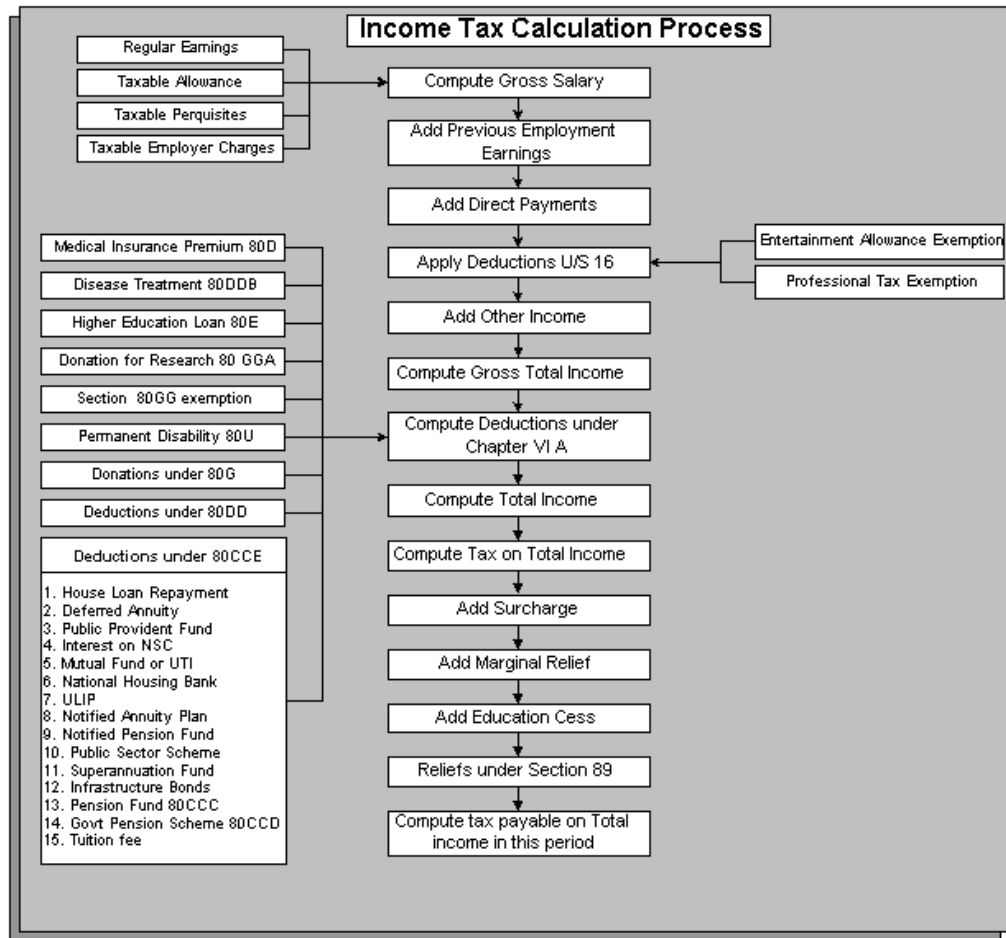 Income Tax Calculation Process
Regular Earnings
Taxable Allowance
Taxable Perquisites
Taxable Employer Charges
Compute Gross Salary
Add Previous Employment
Earnings
Add Direct Payments
Apply Deductions U/S 16
Entertainment Allowance Exemption
Professional Tax Exemption
Add Other Income
Compute Gross Total Income
Medical Insurance Premium 80D
Disease Treatment 80DDB
Higher Education Loan 80E
Donation for Research 80 GGA
Section 80GG exemption
Permanent Disability 80U
Donations under 80G
Deductions under 80DD
Deductions under 80CCE
1. House Loan Repayment
2. Deferred Annuity
3. Public Provident Fund
4. Interest on NSC
5. Mutual Fund or UTI
6. National Housing Bank
7. ULIP
8. Notified Annuity Plan
9. Notified Pension Fund
10. Public Sector Scheme
11. Superannuation Fund
12. Infrastructure Bonds
13. Pension Fund 80CCC
14. Govt Pension Scheme 80CCD
15. Tuition fee
Compute Deductions under
Chapter VI A
Compute Total Income
Compute Tax on Total Income
Add Surcharge
Add Marginal Relief
Add Education Cess
Reliefs under Section 89
Compute tax payable on Total
income in this period